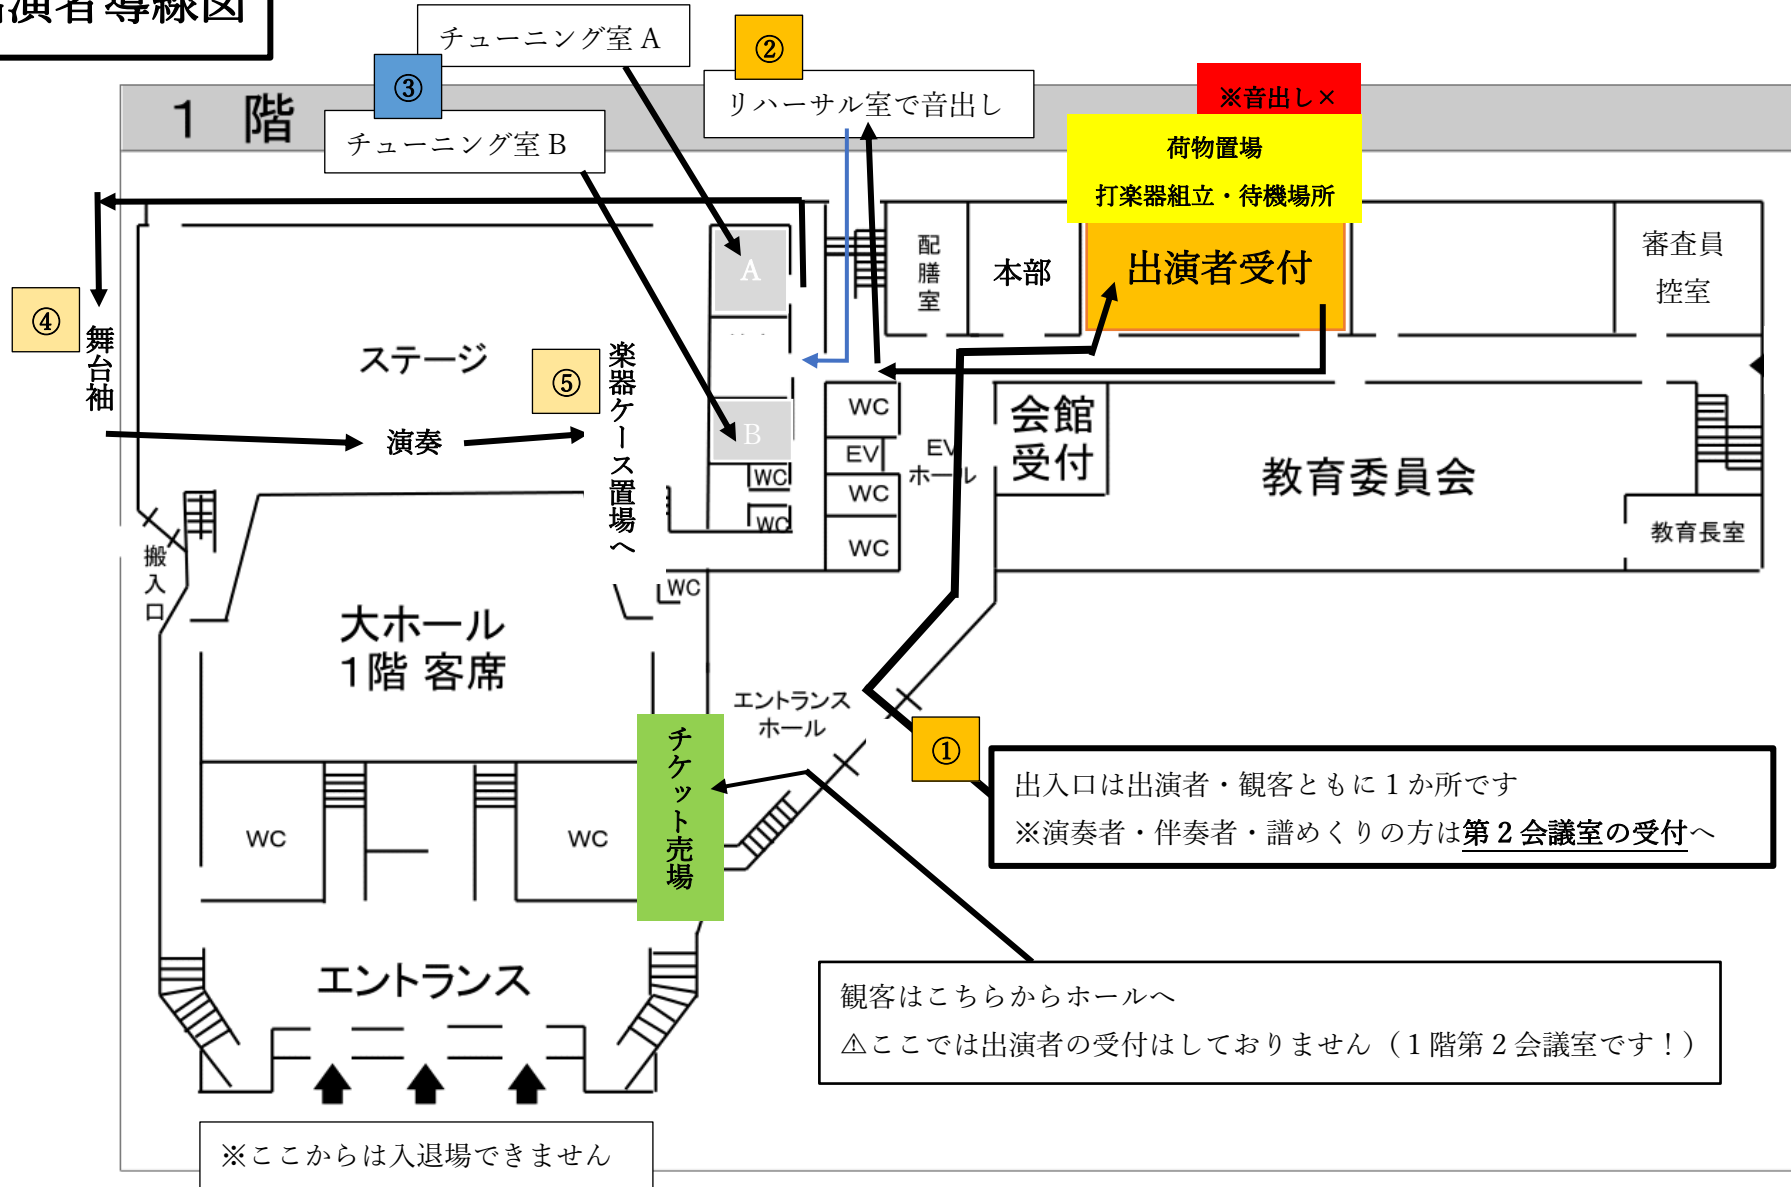 演者導線図
チューニング室 A
②
③
リハーサル室で音出し
※音出し×
1 階
チューニング室 B
荷物置場
打楽器組立・待機場所
配膳室
本部
出演者受付
審査員
控室
A
④
舞台袖
ステージ
⑤
楽器ケース置場へ
演奏
B
WC
EV
WC
WC
WC
WC
EV
ホール
会館
受付
教育委員会
教育長室
搬入口
WC
大ホール
1階 客席
エントランス
ホール
①
チケット売場
出入口は出演者・観客ともに 1 か所です
※演奏者・伴奏者・譜めくりの方は第 2 会議室の受付へ
WC
WC
エントランス
観客はこちらからホールへ
⚠ここでは出演者の受付はしておりません（1 階第 2 会議室です！）
※ここからは入退場できません